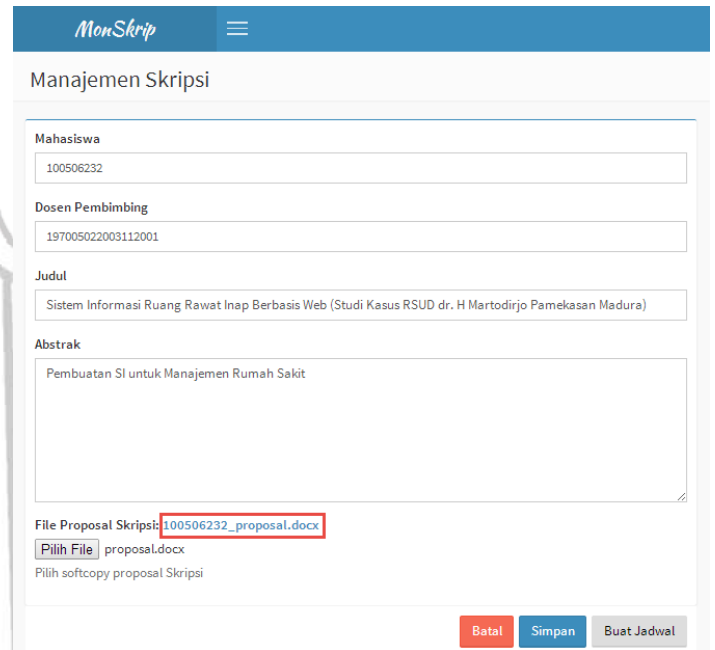 MonSkrip
Manajemen Skripsi
Mahasiswa
100506232
Dosen Pembimbing
197005022003112001
Judul
Sistem Informasi Ruang Rawat Inap Berbasis Web (Studi Kasus RSUD dr. H Martodirjo Pamekasan Madura)
Abstrak
Pembuatan SI untuk Manajemen Rumah Sakit
File Proposal Skripsi: 100506232_proposal.docx
Pilih File proposal.docx
Pilih softcopy proposal Skripsi
Batal Simpan Buat Jadwal